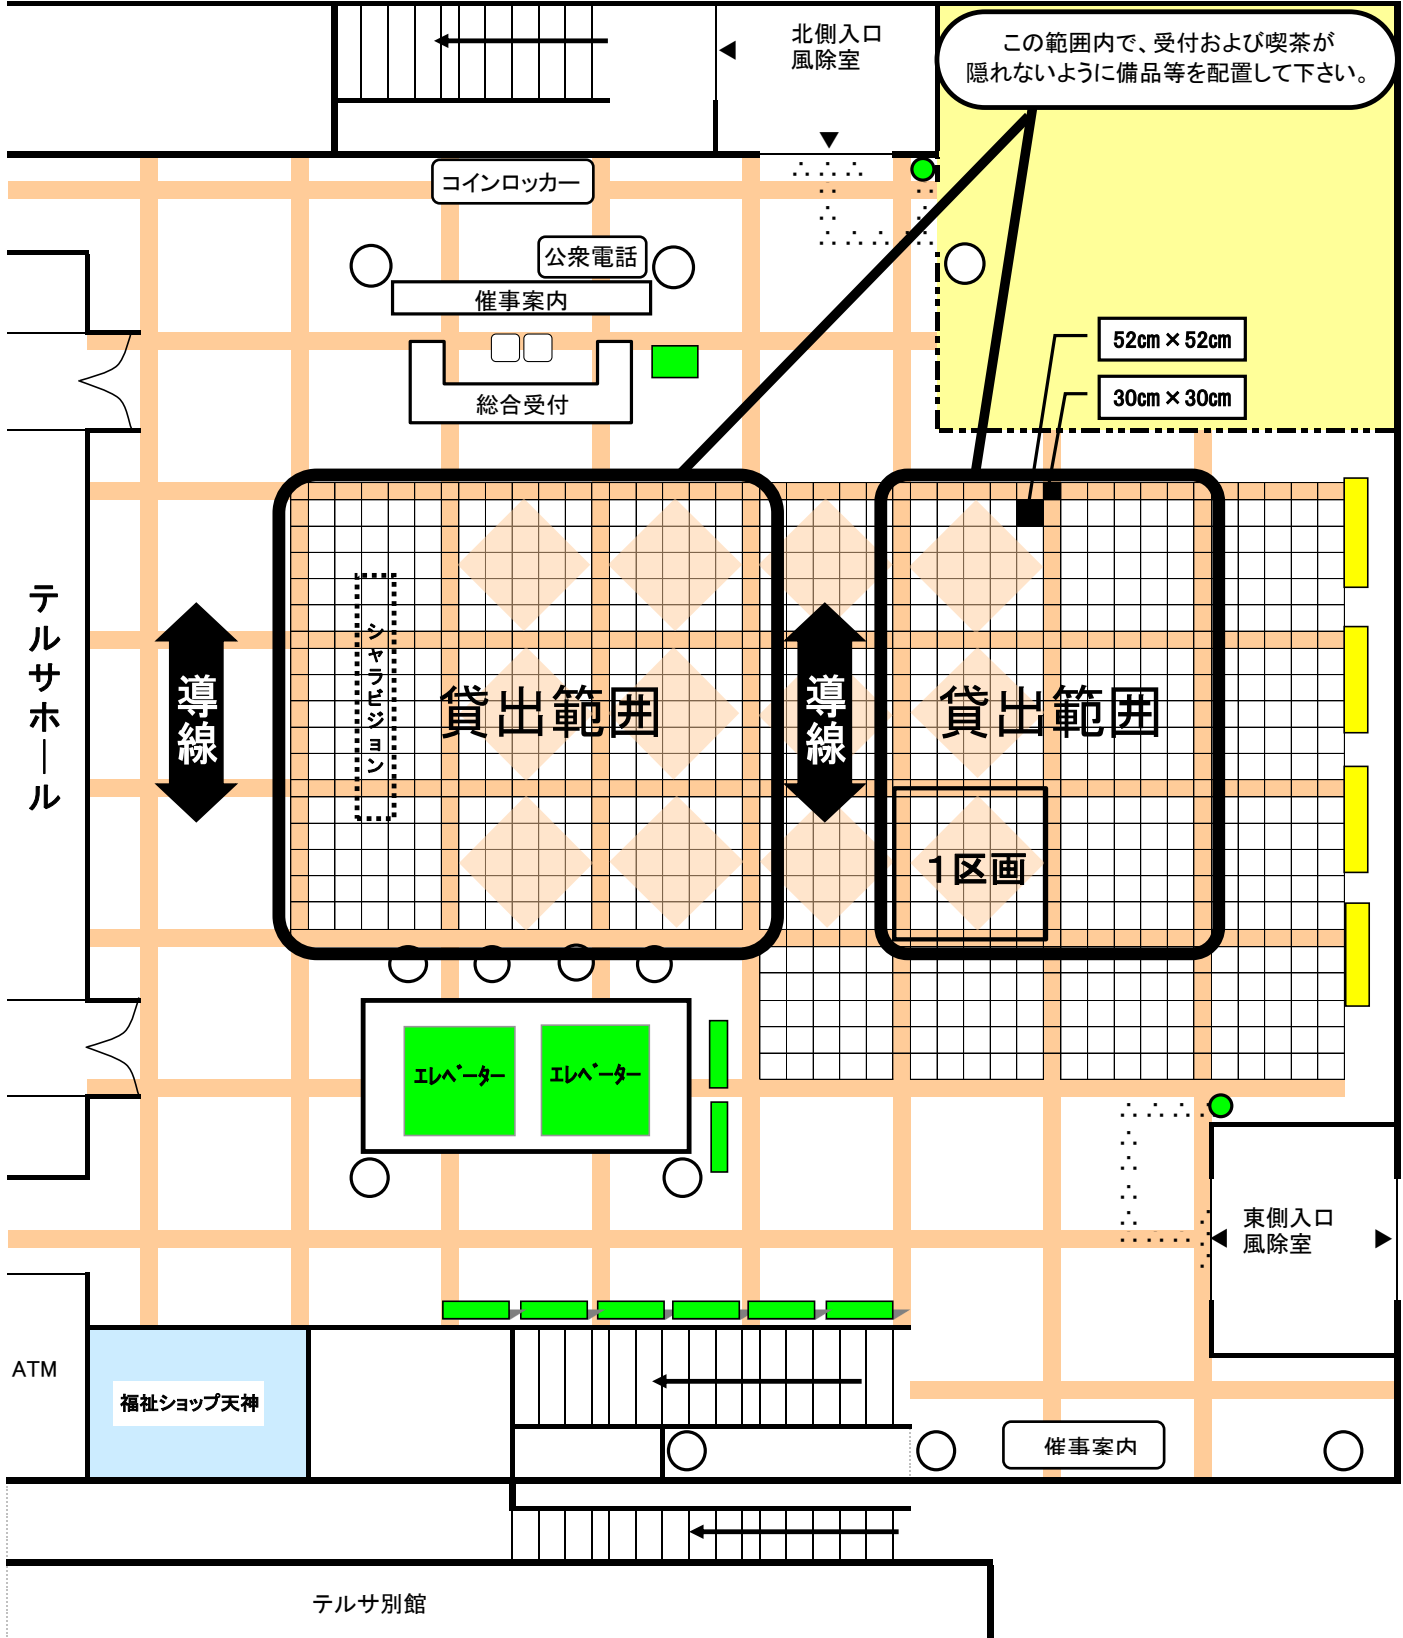 北側入口
風除室
この範囲内で、受付および喫茶が
隠れないように備品等を配置して下さい。
コインロッカー
公衆電話
催事案内
総合受付
52cm×52cm
30cm×30cm
テルサホール
導線
シャラビジョン
貸出範囲
導線
貸出範囲
1区画
エレベーター
エレベーター
東側入口
風除室
ATM
福祉ショップ天神
催事案内
テルサ別館